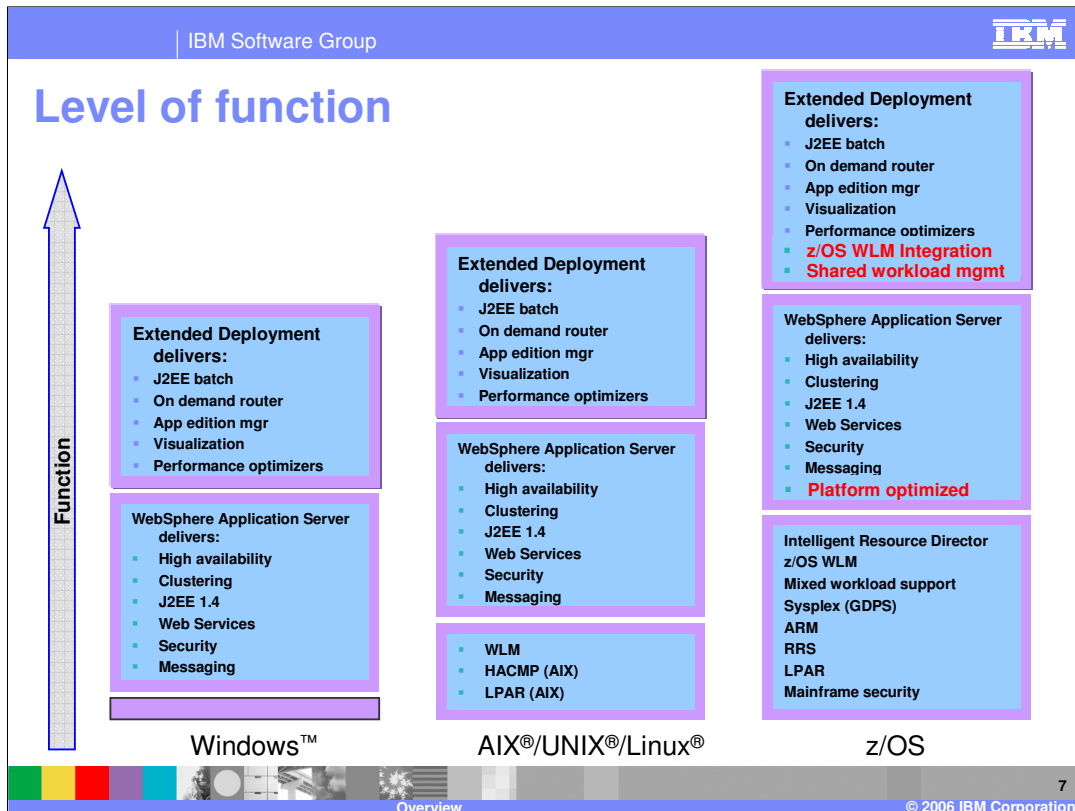 IBM Software Group
IBM
Level of function
Function
Extended Deployment
delivers:
J2EE batch
On demand router
App edition mgr
Visualization
Performance optimizers
WebSphere Application Server
delivers:
High availability
Clustering
J2EE 1.4
Web Services
Security
Messaging
Windows™
Extended Deployment
delivers:
J2EE batch
On demand router
App edition mgr
Visualization
Performance optimizers
WebSphere Application Server
delivers:
High availability
Clustering
J2EE 1.4
Web Services
Security
Messaging
WLM
HACMP (AIX)
LPAR (AIX)
AIX®/UNIX®/Linux®
Extended Deployment
delivers:
J2EE batch
On demand router
App edition mgr
Visualization
Performance optimizers
z/OS WLM Integration
Shared workload mgmt
WebSphere Application Server
delivers:
High availability
Clustering
J2EE 1.4
Web Services
Security
Messaging
Platform optimized
Intelligent Resource Director
z/OS WLM
Mixed workload support
Sysplex (GDPS)
ARM
RRS
LPAR
Mainframe security
z/OS
7
Overview
© 2006 IBM Corporation